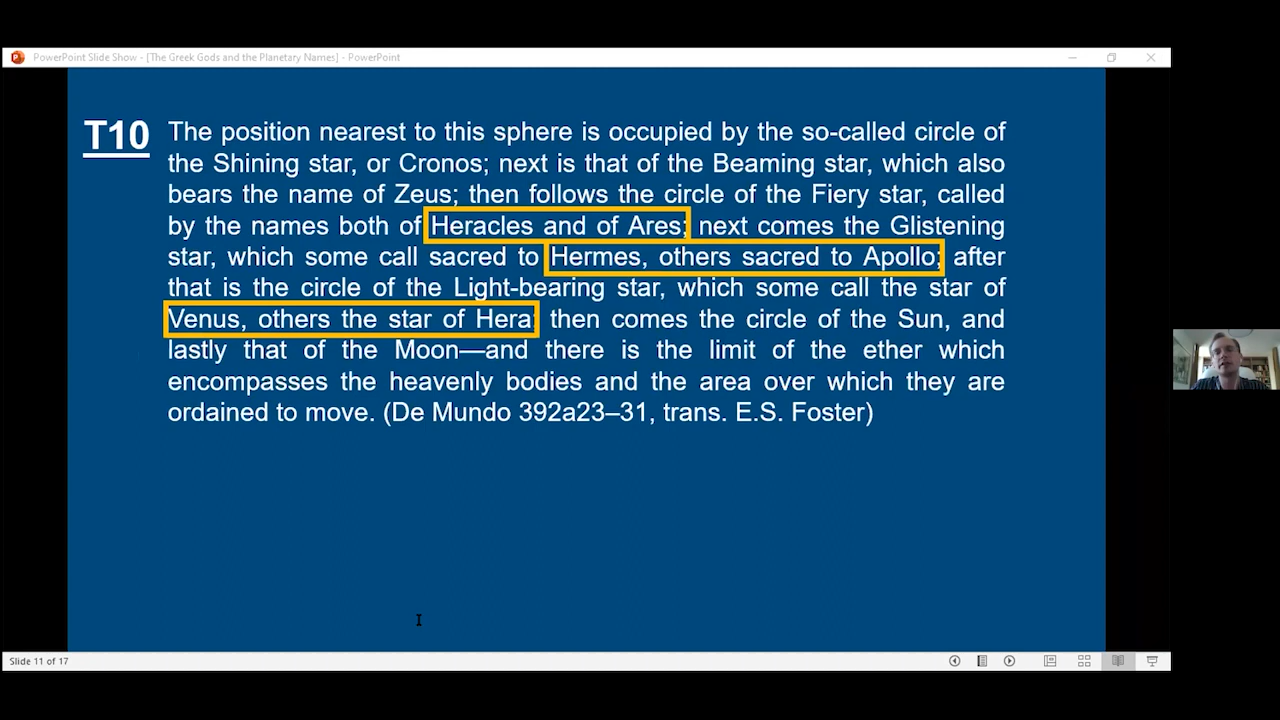 PowerPoint Slide Show - [The Greek Gods and the Planetary Names] - PowerPoint
T10
The position nearest to this sphere is occupied by the so-called circle of
the Shining star, or Cronos; next is that of the Beaming star, which also
bears the name of Zeus; then follows the circle of the Fiery star, called
by the names both of Heracles and of Ares; next comes the Glistening
star, which some call sacred to Hermes, others sacred to Apollo; after
that is the circle of the Light-bearing star, which some call the star of
Venus, others the star of Hera; then comes the circle of the Sun, and
lastly that of the Moon—and there is the limit of the ether which
encompasses the heavenly bodies and the area over which they are
ordained to move. (De Mundo 392a23–31, trans. E.S. Foster)
Slide 11 of 17